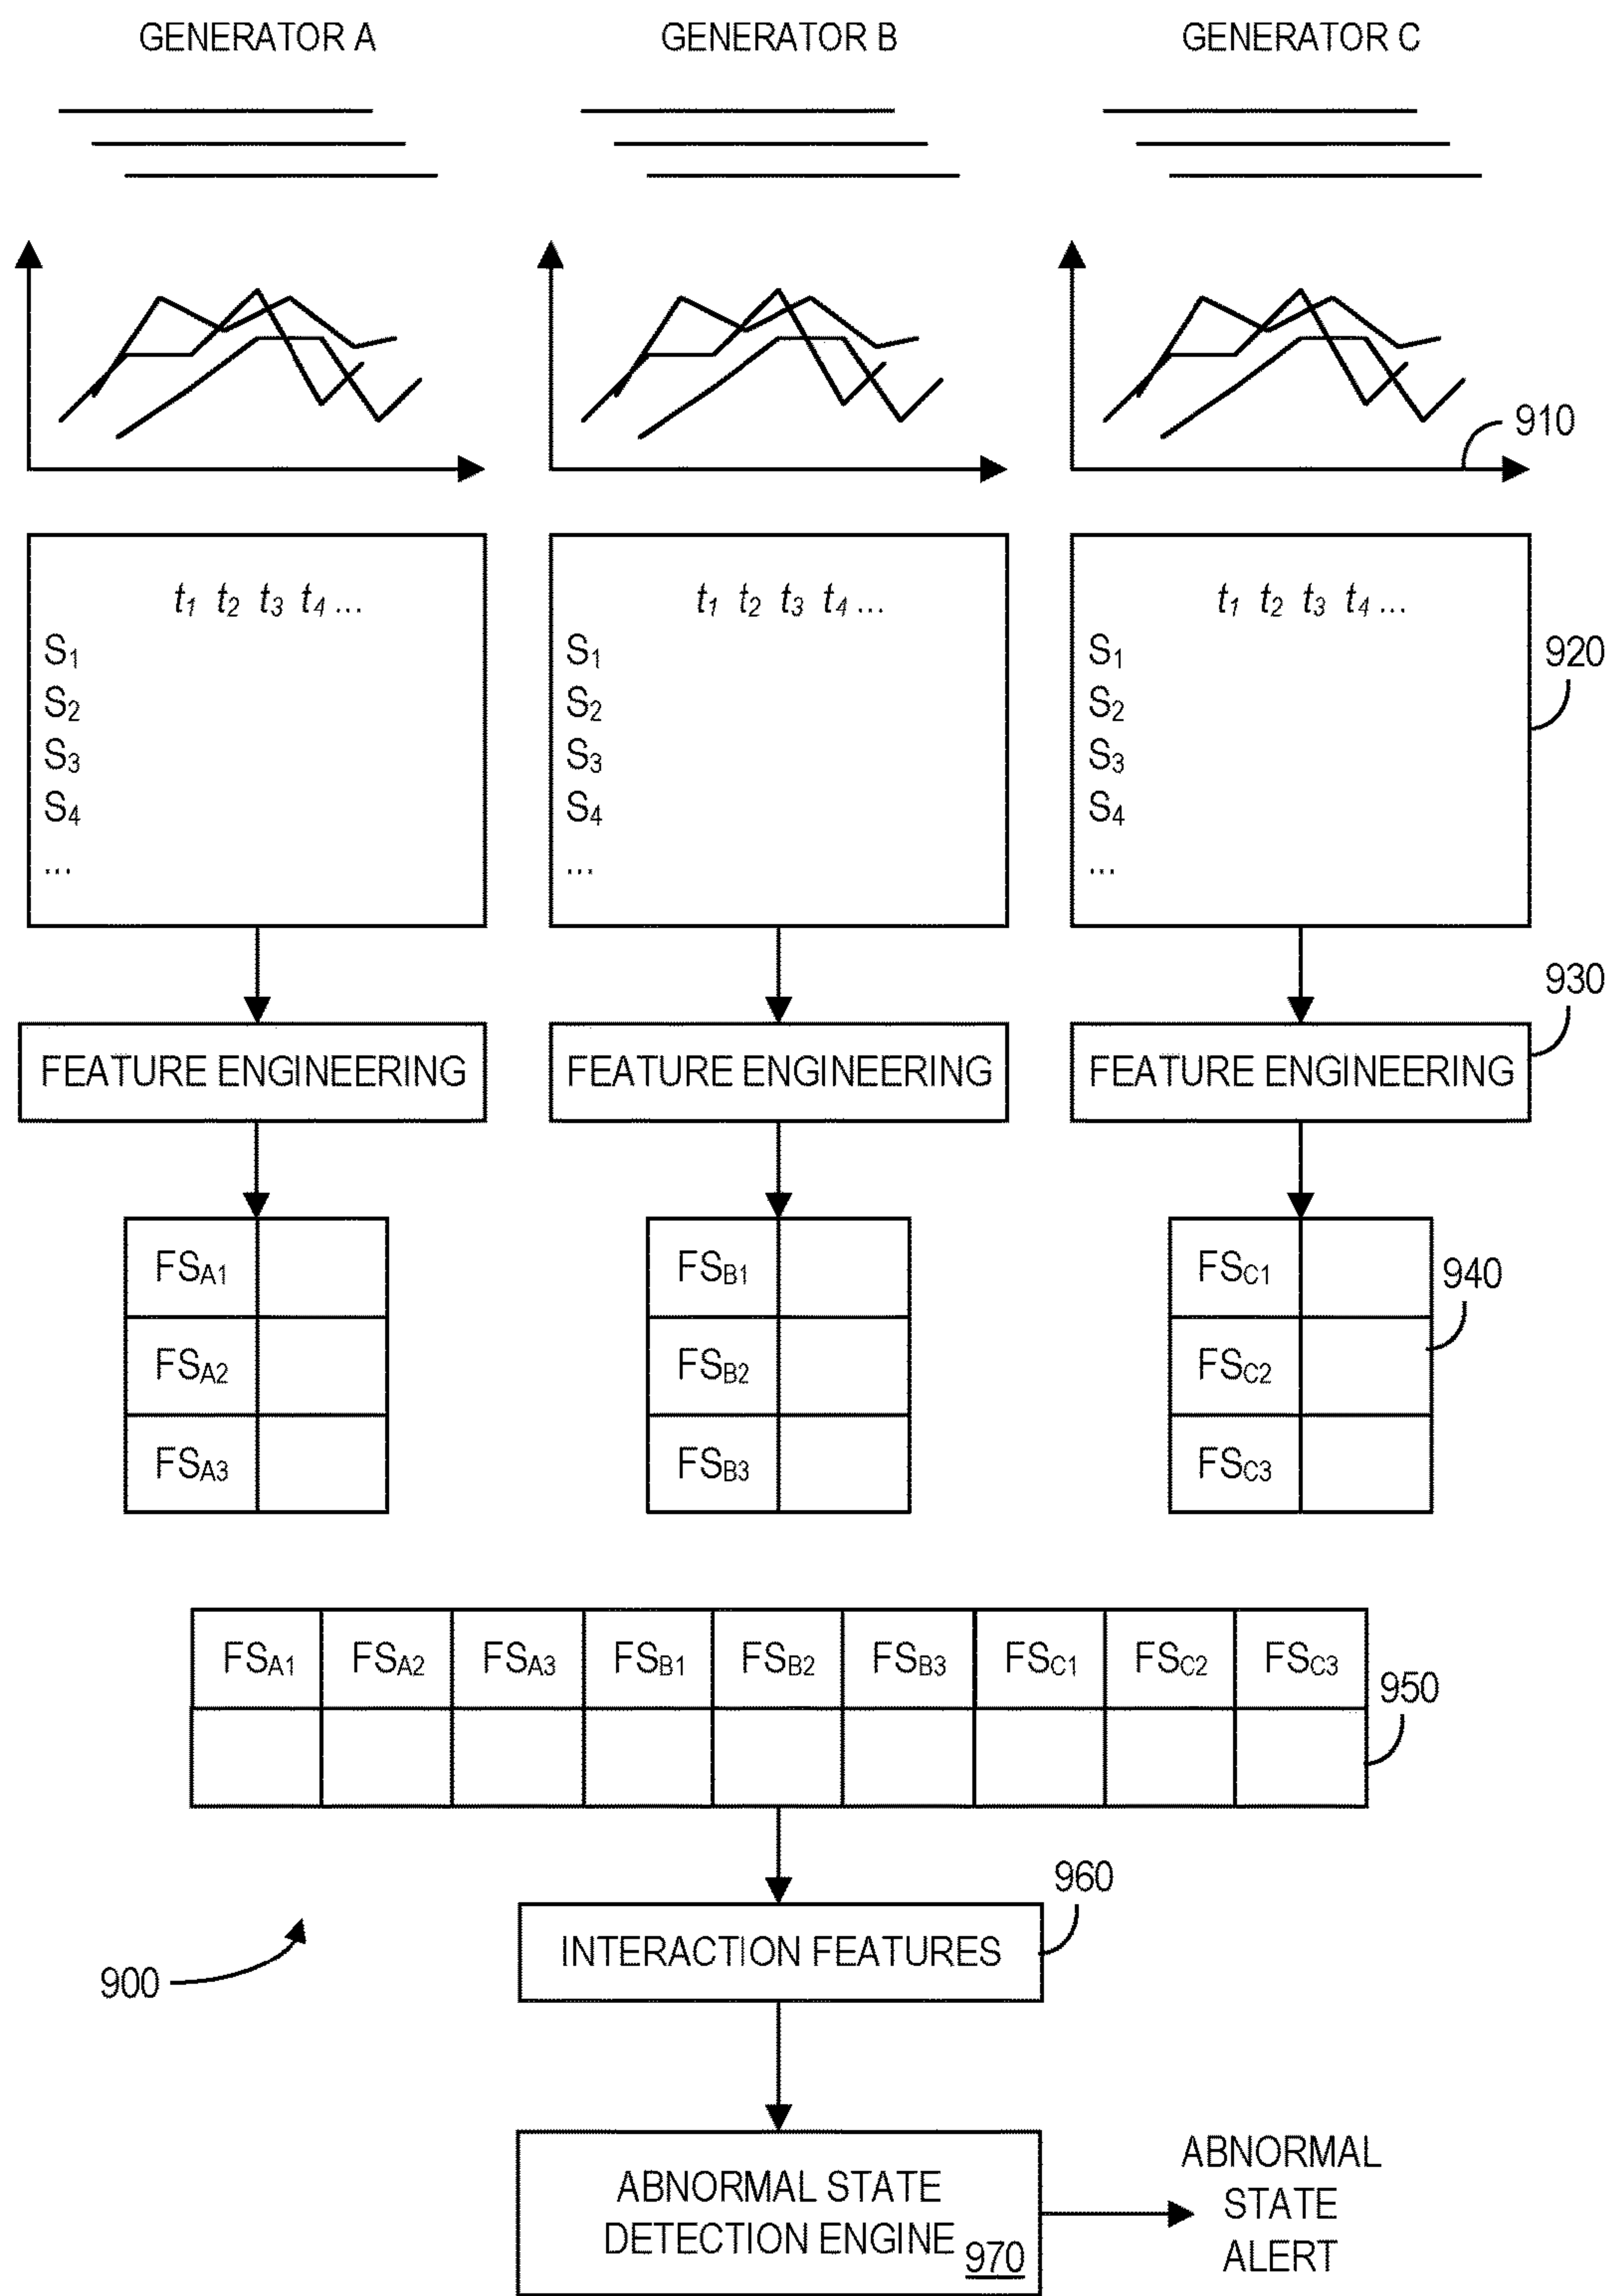 GENERATOR A GENERATOR B GENERATOR C
910
t1 t2 t3 t4 ... t1 t2 t3 t4 ... t1 t2 t3 t4 ...
S1 S1 S1 920
S2 S2 S2
S3 S3 S3
S4 S4 S4
... ... ...
930
FEATURE ENGINEERING FEATURE ENGINEERING FEATURE ENGINEERING
FSA1 FSB1 FSC1 940
FSA2 FSB2 FSC2
FSA3 FSB3 FSC3
FSA1 FSA2 FSA3 FSB1 FSB2 FSB3 FSC1 FSC2 FSC3
950
960
INTERACTION FEATURES
900
ABNORMAL STATE
DETECTION ENGINE 970
ABNORMAL
STATE
ALERT